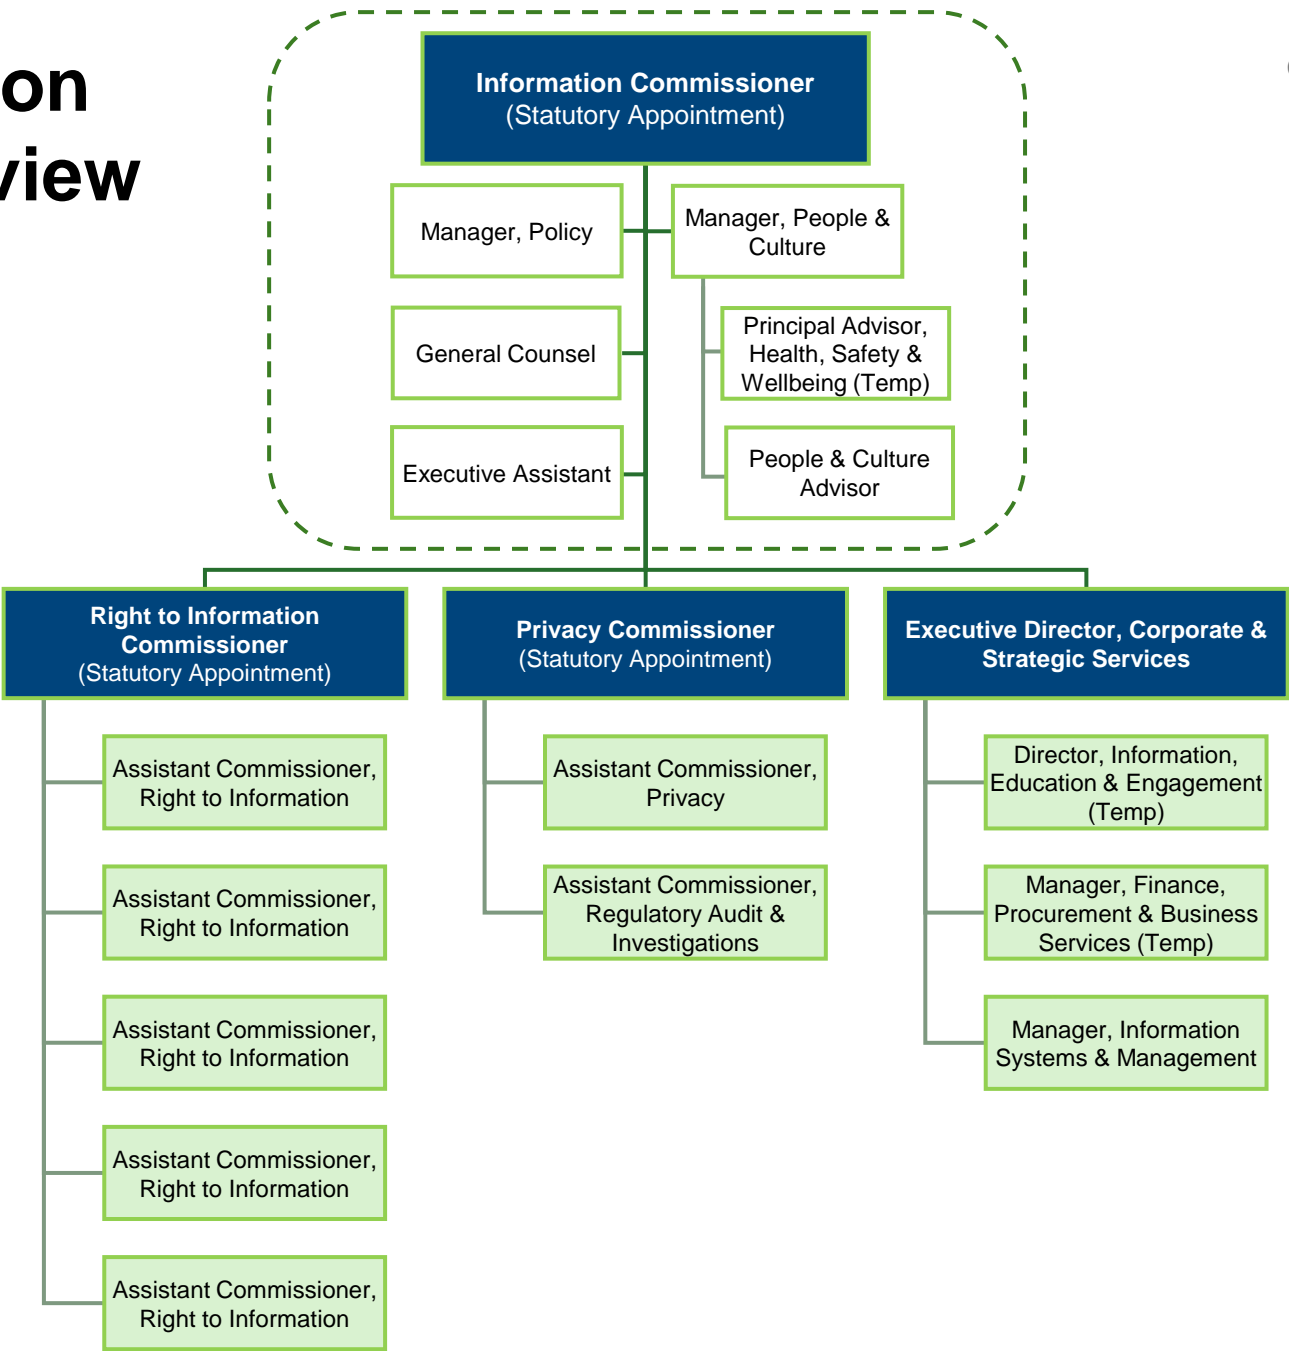 on
view
Information Commissioner
(Statutory Appointment)
Manager, Policy
Manager, People &
Culture
General Counsel
Principal Advisor,
Health, Safety &
Wellbeing (Temp)
Executive Assistant
People & Culture
Advisor
Right to Information
Commissioner
(Statutory Appointment)
Assistant Commissioner,
Right to Information
Assistant Commissioner,
Right to Information
Assistant Commissioner,
Right to Information
Assistant Commissioner,
Right to Information
Assistant Commissioner,
Right to Information
Privacy Commissioner
(Statutory Appointment)
Assistant Commissioner,
Privacy
Assistant Commissioner,
Regulatory Audit &
Investigations
Executive Director, Corporate &
Strategic Services
Director, Information,
Education & Engagement
(Temp)
Manager, Finance,
Procurement & Business
Services (Temp)
Manager, Information
Systems & Management